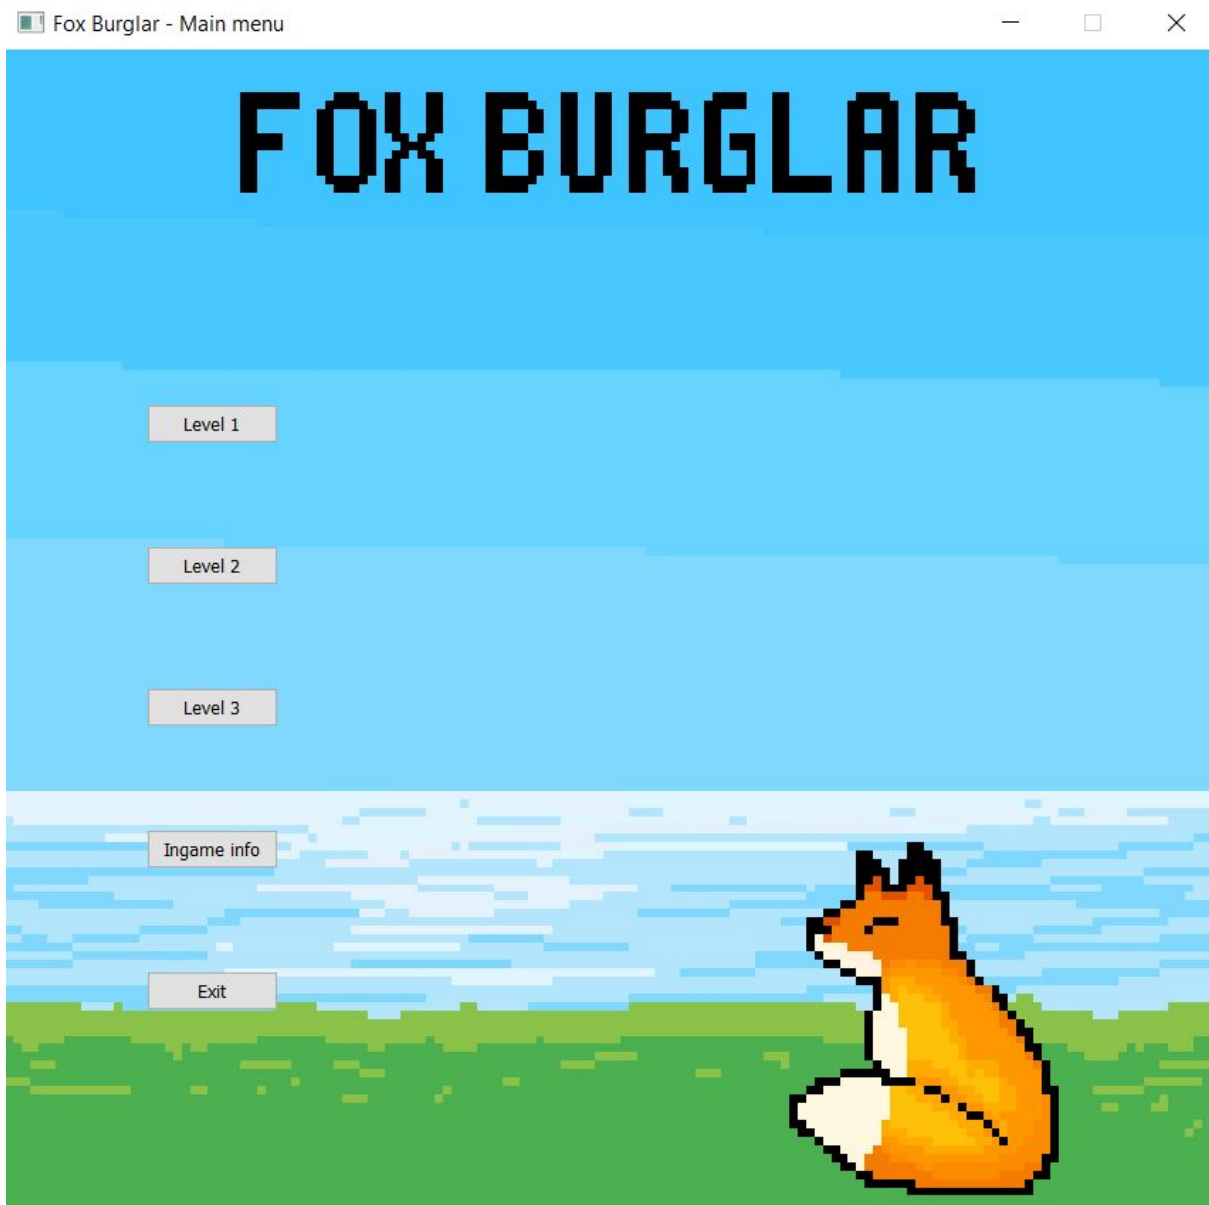 Fox Burglar - Main menu
FOX BURGLAR
Level 1
Level 2
Level 3
Ingame info
Exit